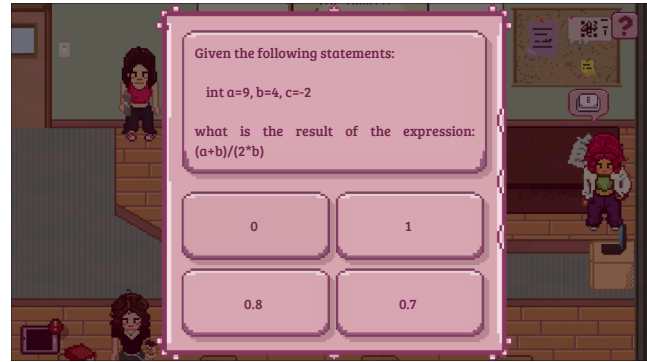 Given the following statements:
int a=9, b=4, c=-2
what is the result of the expression:
(a+b)/(2*b)
0
1
0.8
0.7
?
E